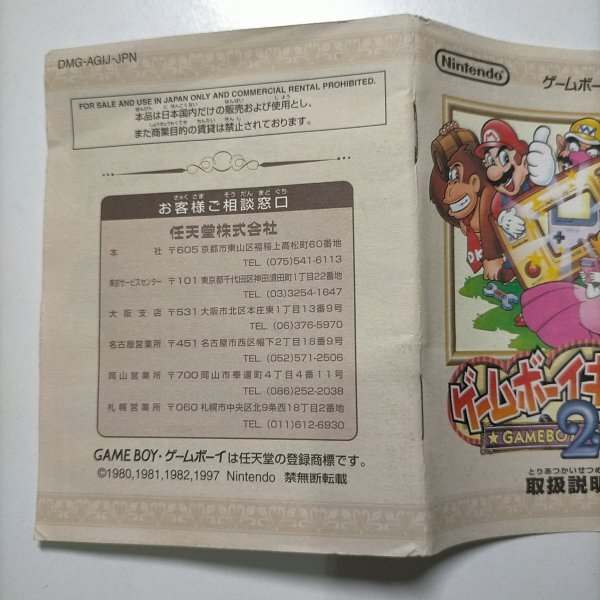 DMG-AGIJ-JPN
FOR SALE AND USE IN JAPAN ONLY AND COMMERCIAL RENTAL PROHIBITED.
本品は日本国内だけの販売および使用とし、
また商業目的の賃貸は禁止されております。
お客様ご相談窓口
任天堂株式会社
本社 〒605 京都市東山区福稲上高松町60番地
TEL. (075)541-6113
東京サービスセンター 〒101 東京都千代田区神田須田町1丁目22番地
TEL. (03)3254-1647
大阪支店 〒531 大阪市北区本庄東1丁目13番9号
TEL. (06)376-5970
名古屋営業所 〒451 名古屋市西区幅下2丁目18番9号
TEL. (052)571-2506
岡山営業所 〒700 岡山市奉還町4丁目4番11号
TEL. (086)252-2038
札幌営業所 〒060 札幌市中央区北9条西18丁目2番地
TEL. (011)612-6930
GAME BOY・ゲームボーイは任天堂の登録商標です。
©1980,1981,1982,1997 Nintendo 禁無断転載
Nintendo
ゲームボー
DK
ゲームボーイギ
★GAMEBOY
2
とりあつかいせつめ
取扱説明